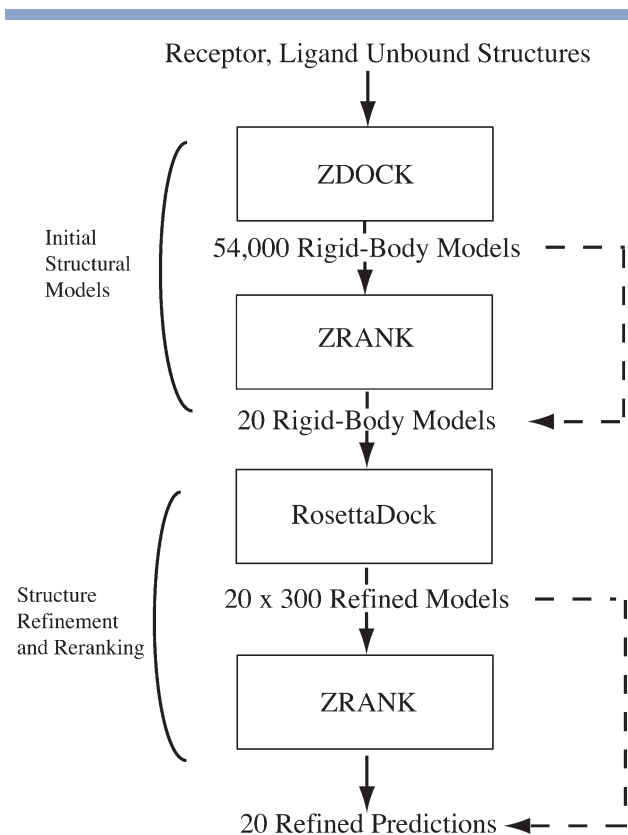 Receptor, Ligand Unbound Structures
ZDOCK
Initial
Structural
Models
54,000 Rigid-Body Models
ZRANK
20 Rigid-Body Models
RosettaDock
Structure
Refinement
and Reranking
20 x 300 Refined Models
ZRANK
20 Refined Predictions